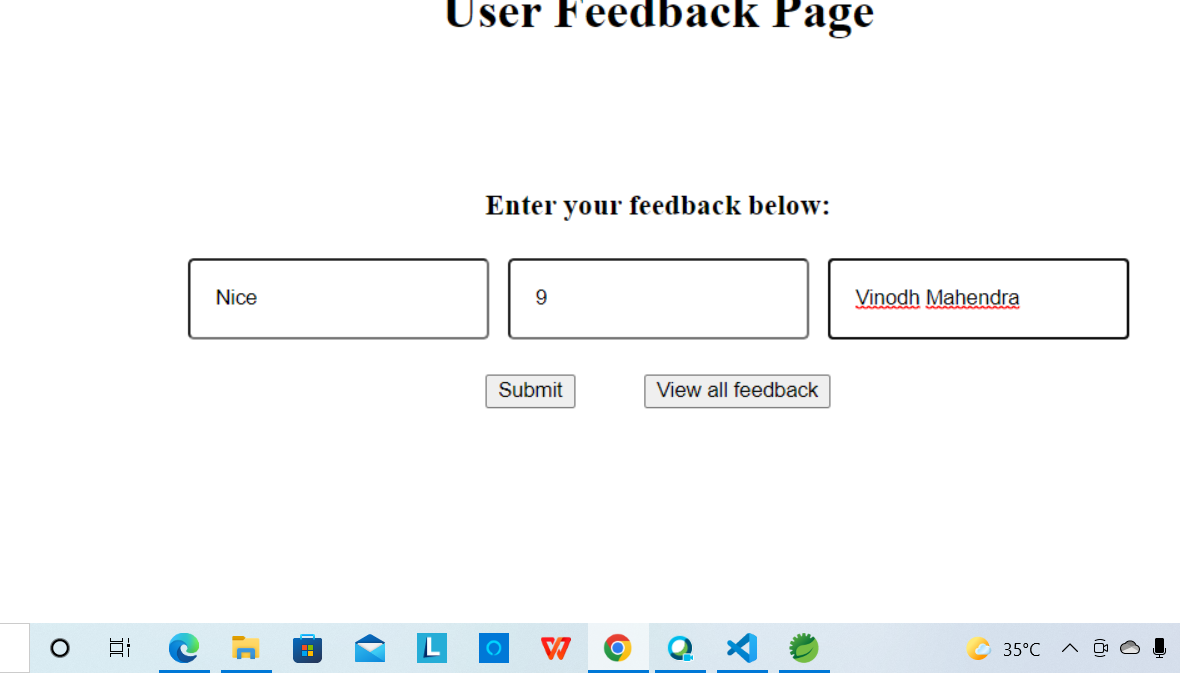 User Feedback Page
Enter your feedback below:
Nice 9 Vinodh Mahendra
Submit View all feedback
35°C